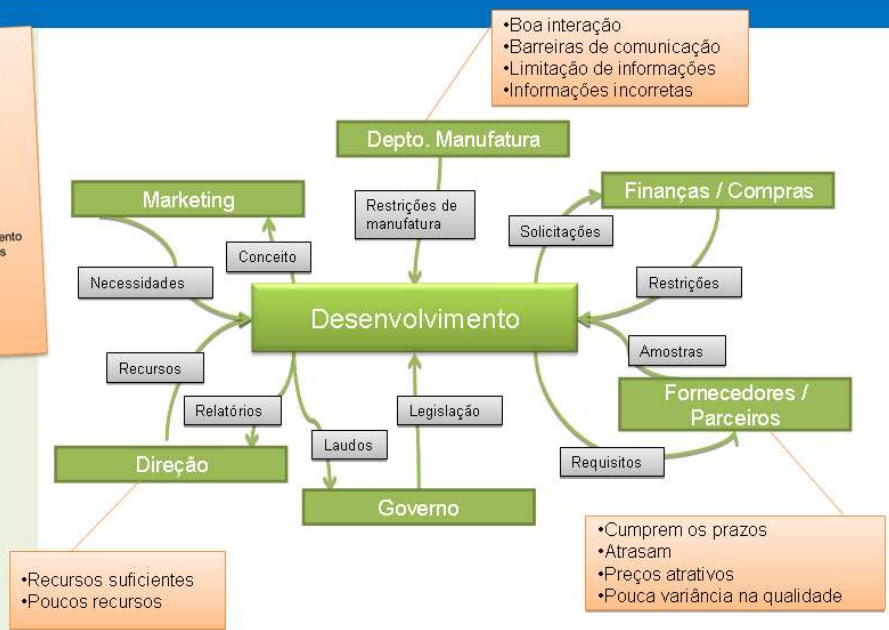 •Boa interação
•Barreiras de comunicação
•Limitação de informações
•Informações incorretas
Depto. Manufatura
Marketing
Finanças / Compras
Restrições de
manufatura
Solicitações
Conceito
Necessidades
Restrições
Desenvolvimento
Amostras
Recursos
Fornecedores /
Parceiros
Relatórios
Legislação
Laudos
Direção
Requisitos
Governo
•Recursos suficientes
•Poucos recursos
•Cumprem os prazos
•Atrasam
•Preços atrativos
•Pouca variância na qualidade